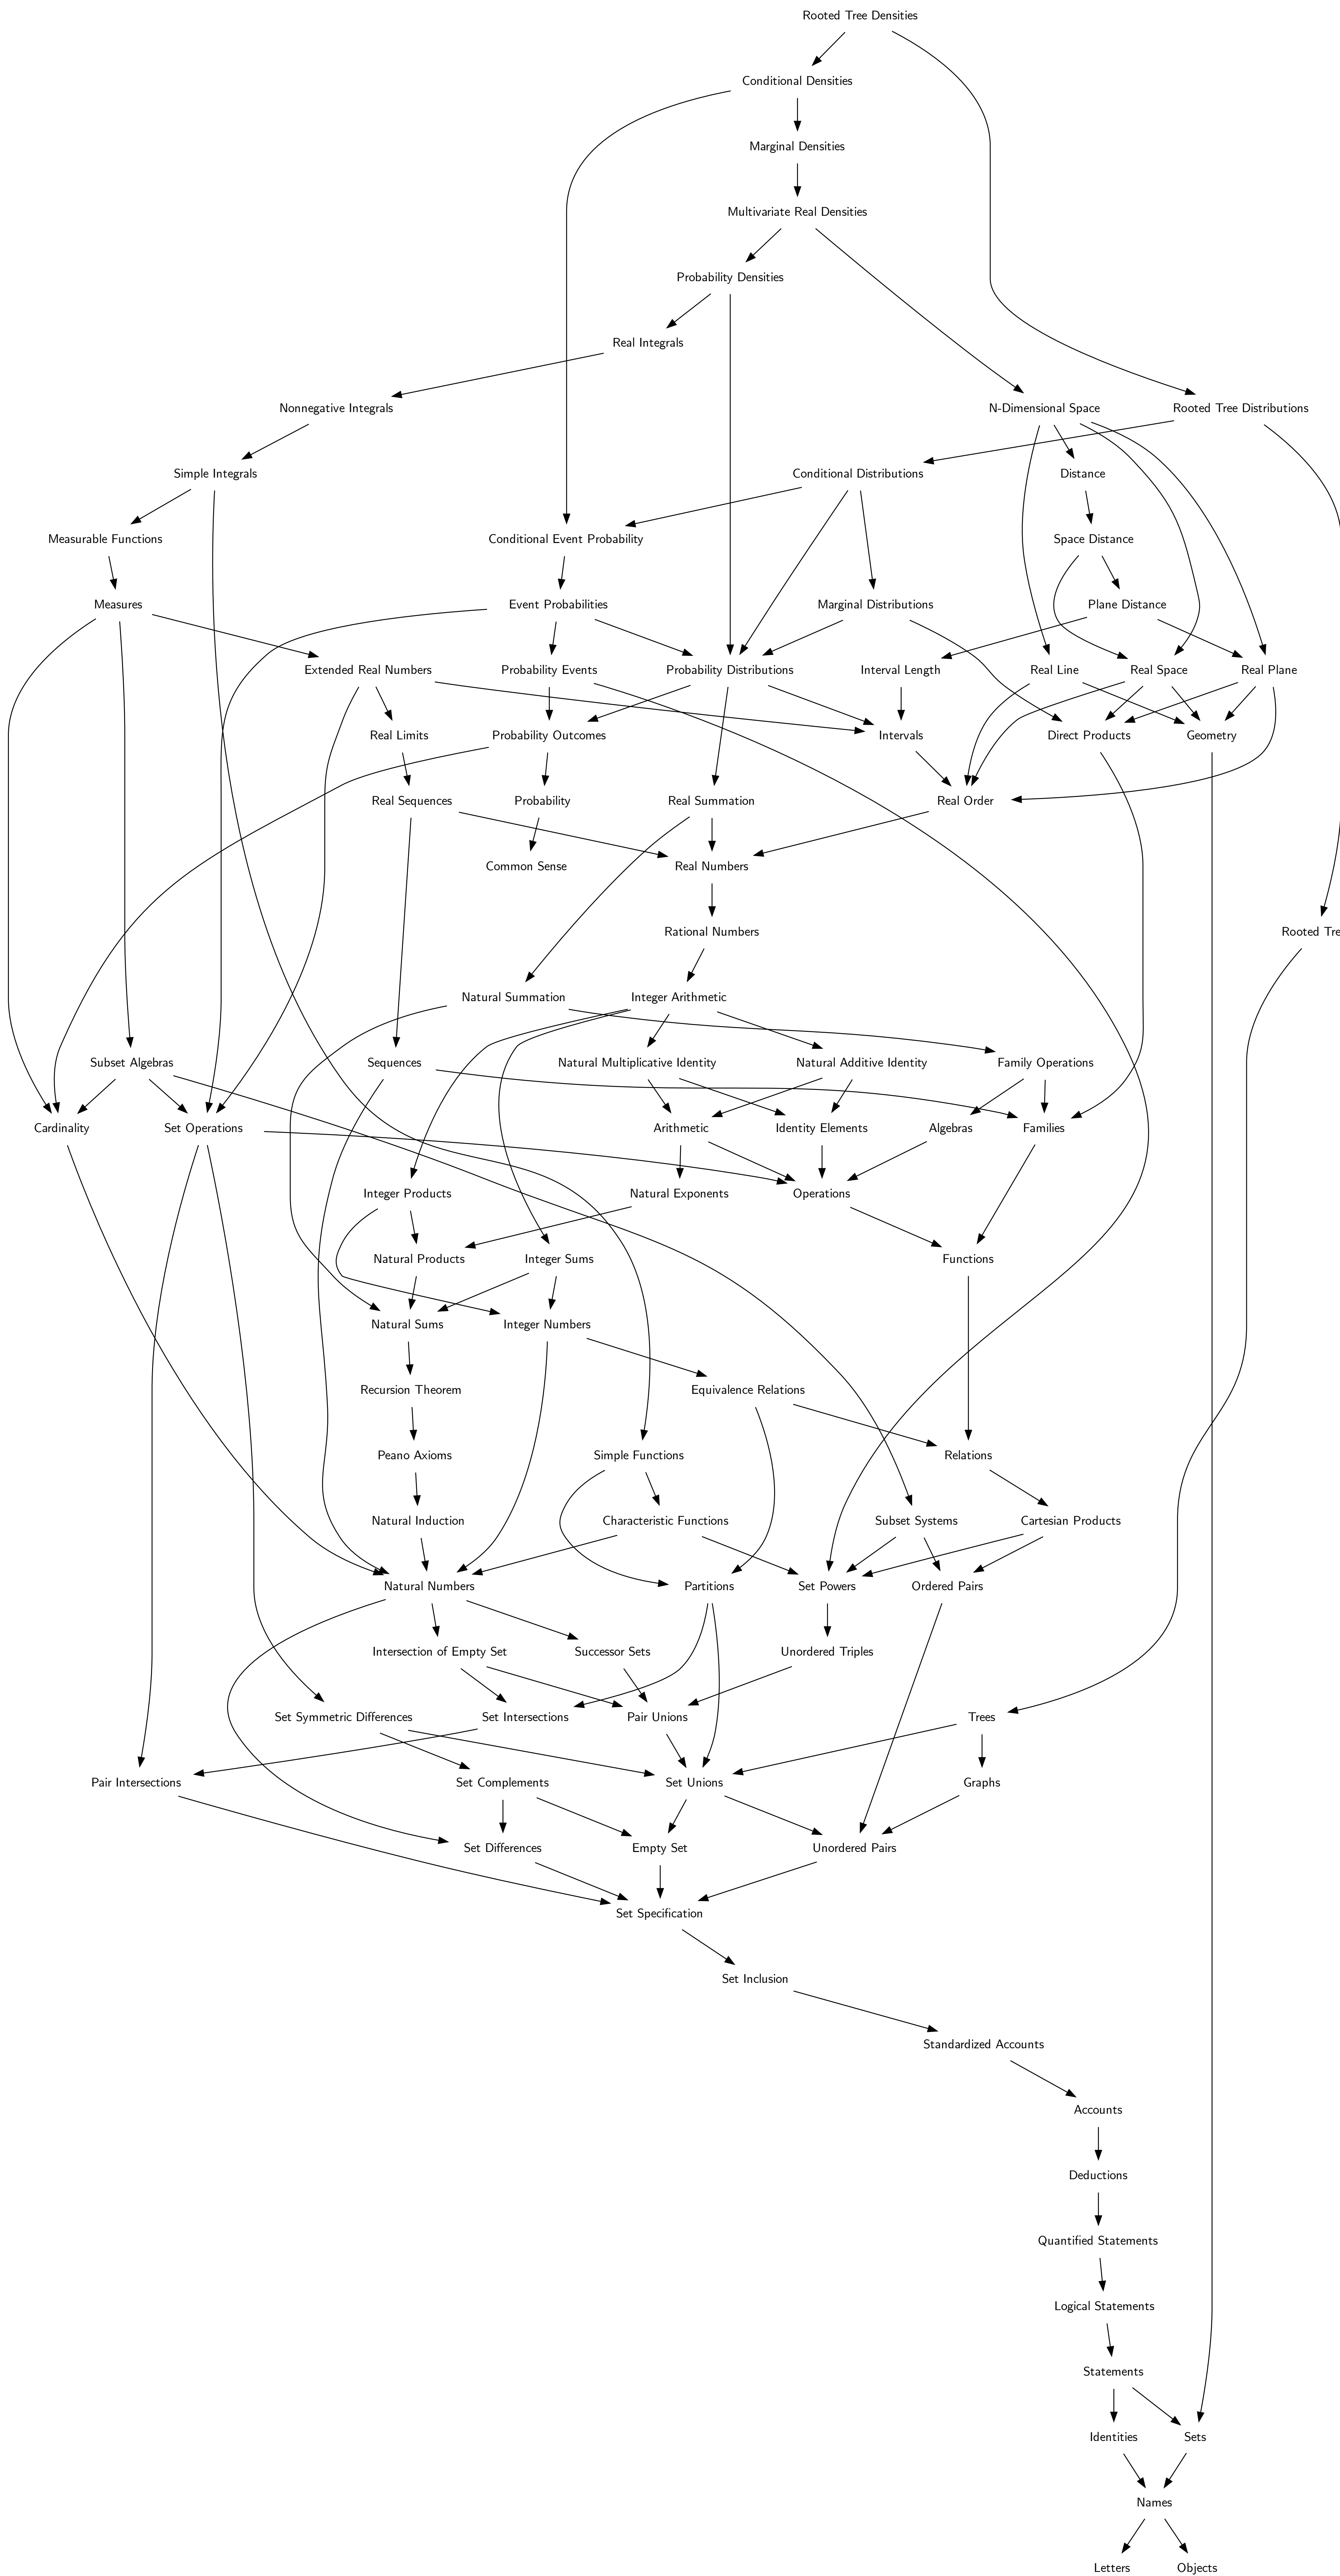 Rooted Tree Densities
Conditional Densities
Marginal Densities
Multivariate Real Densities
Probability Densities
Real Integrals
Nonnegative Integrals
N-Dimensional Space
Rooted Tree Distributions
Simple Integrals
Conditional Distributions
Distance
Measurable Functions
Conditional Event Probability
Space Distance
Measures
Event Probabilities
Marginal Distributions
Plane Distance
Extended Real Numbers
Probability Events
Probability Distributions
Interval Length
Real Line
Real Space
Real Plane
Real Limits
Probability Outcomes
Intervals
Direct Products
Geometry
Real Sequences
Probability
Real Summation
Real Order
Common Sense
Real Numbers
Rational Numbers
Rooted Tre
Natural Summation
Integer Arithmetic
Subset Algebras
Sequences
Natural Multiplicative Identity
Natural Additive Identity
Family Operations
Cardinality
Set Operations
Arithmetic
Identity Elements
Algebras
Families
Integer Products
Natural Exponents
Operations
Natural Products
Integer Sums
Functions
Natural Sums
Integer Numbers
Recursion Theorem
Equivalence Relations
Peano Axioms
Simple Functions
Relations
Natural Induction
Characteristic Functions
Subset Systems
Cartesian Products
Natural Numbers
Partitions
Set Powers
Ordered Pairs
Intersection of Empty Set
Successor Sets
Unordered Triples
Set Symmetric Differences
Set Intersections
Pair Unions
Trees
Pair Intersections
Set Complements
Set Unions
Graphs
Set Differences
Empty Set
Unordered Pairs
Set Specification
Set Inclusion
Standardized Accounts
Accounts
Deductions
Quantified Statements
Logical Statements
Statements
Identities
Sets
Names
Letters
Objects